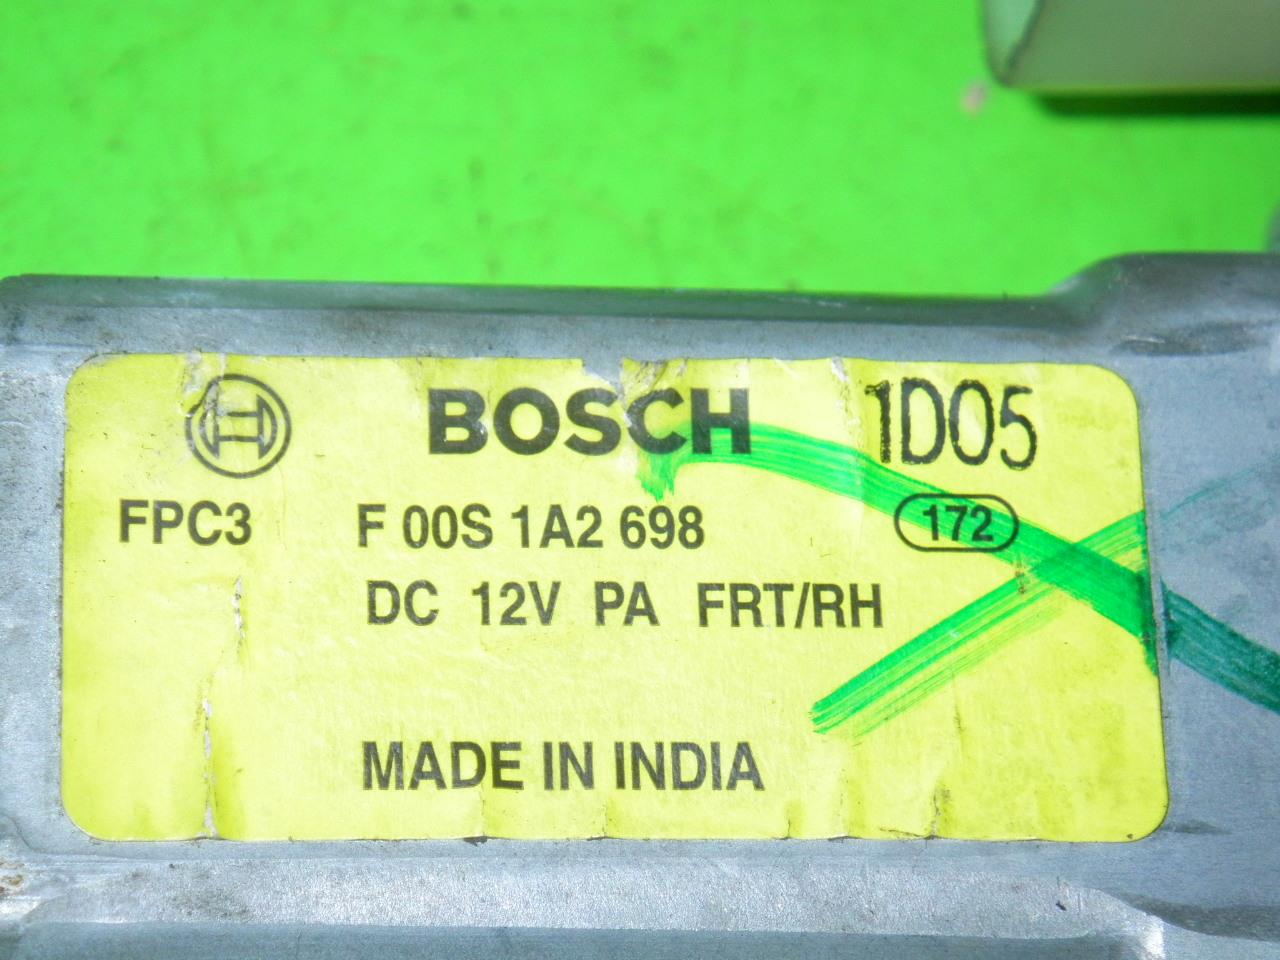 BOSCH 1D05
FPC3 F 00S 1A2 698 172
DC 12V PA FRT/RH
MADE IN INDIA